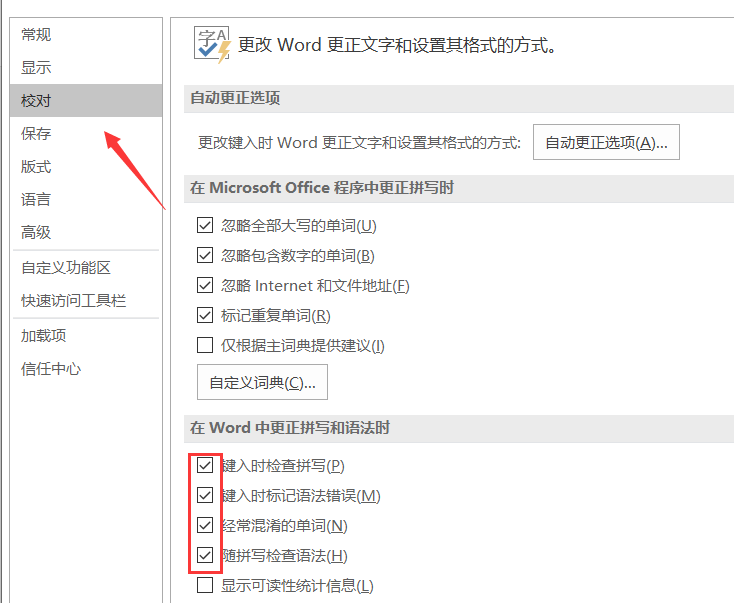 常规
显示
校对
保存
版式
语言
高级
自定义功能区
快速访问工具栏
加载项
信任中心
字A
更改 Word 更正文字和设置其格式的方式。
自动更正选项
更改键入时 Word 更正文字和设置其格式的方式: 自动更正选项(A)...
在 Microsoft Office 程序中更正拼写时
忽略全部大写的单词(U)
忽略包含数字的单词(B)
忽略 Internet 和文件地址(F)
标记重复单词(R)
仅根据主词典提供建议(I)
自定义词典(C)...
在 Word 中更正拼写和语法时
键入时检查拼写(P)
键入时标记语法错误(M)
经常混淆的单词(N)
随拼写检查语法(H)
显示可读性统计信息(L)